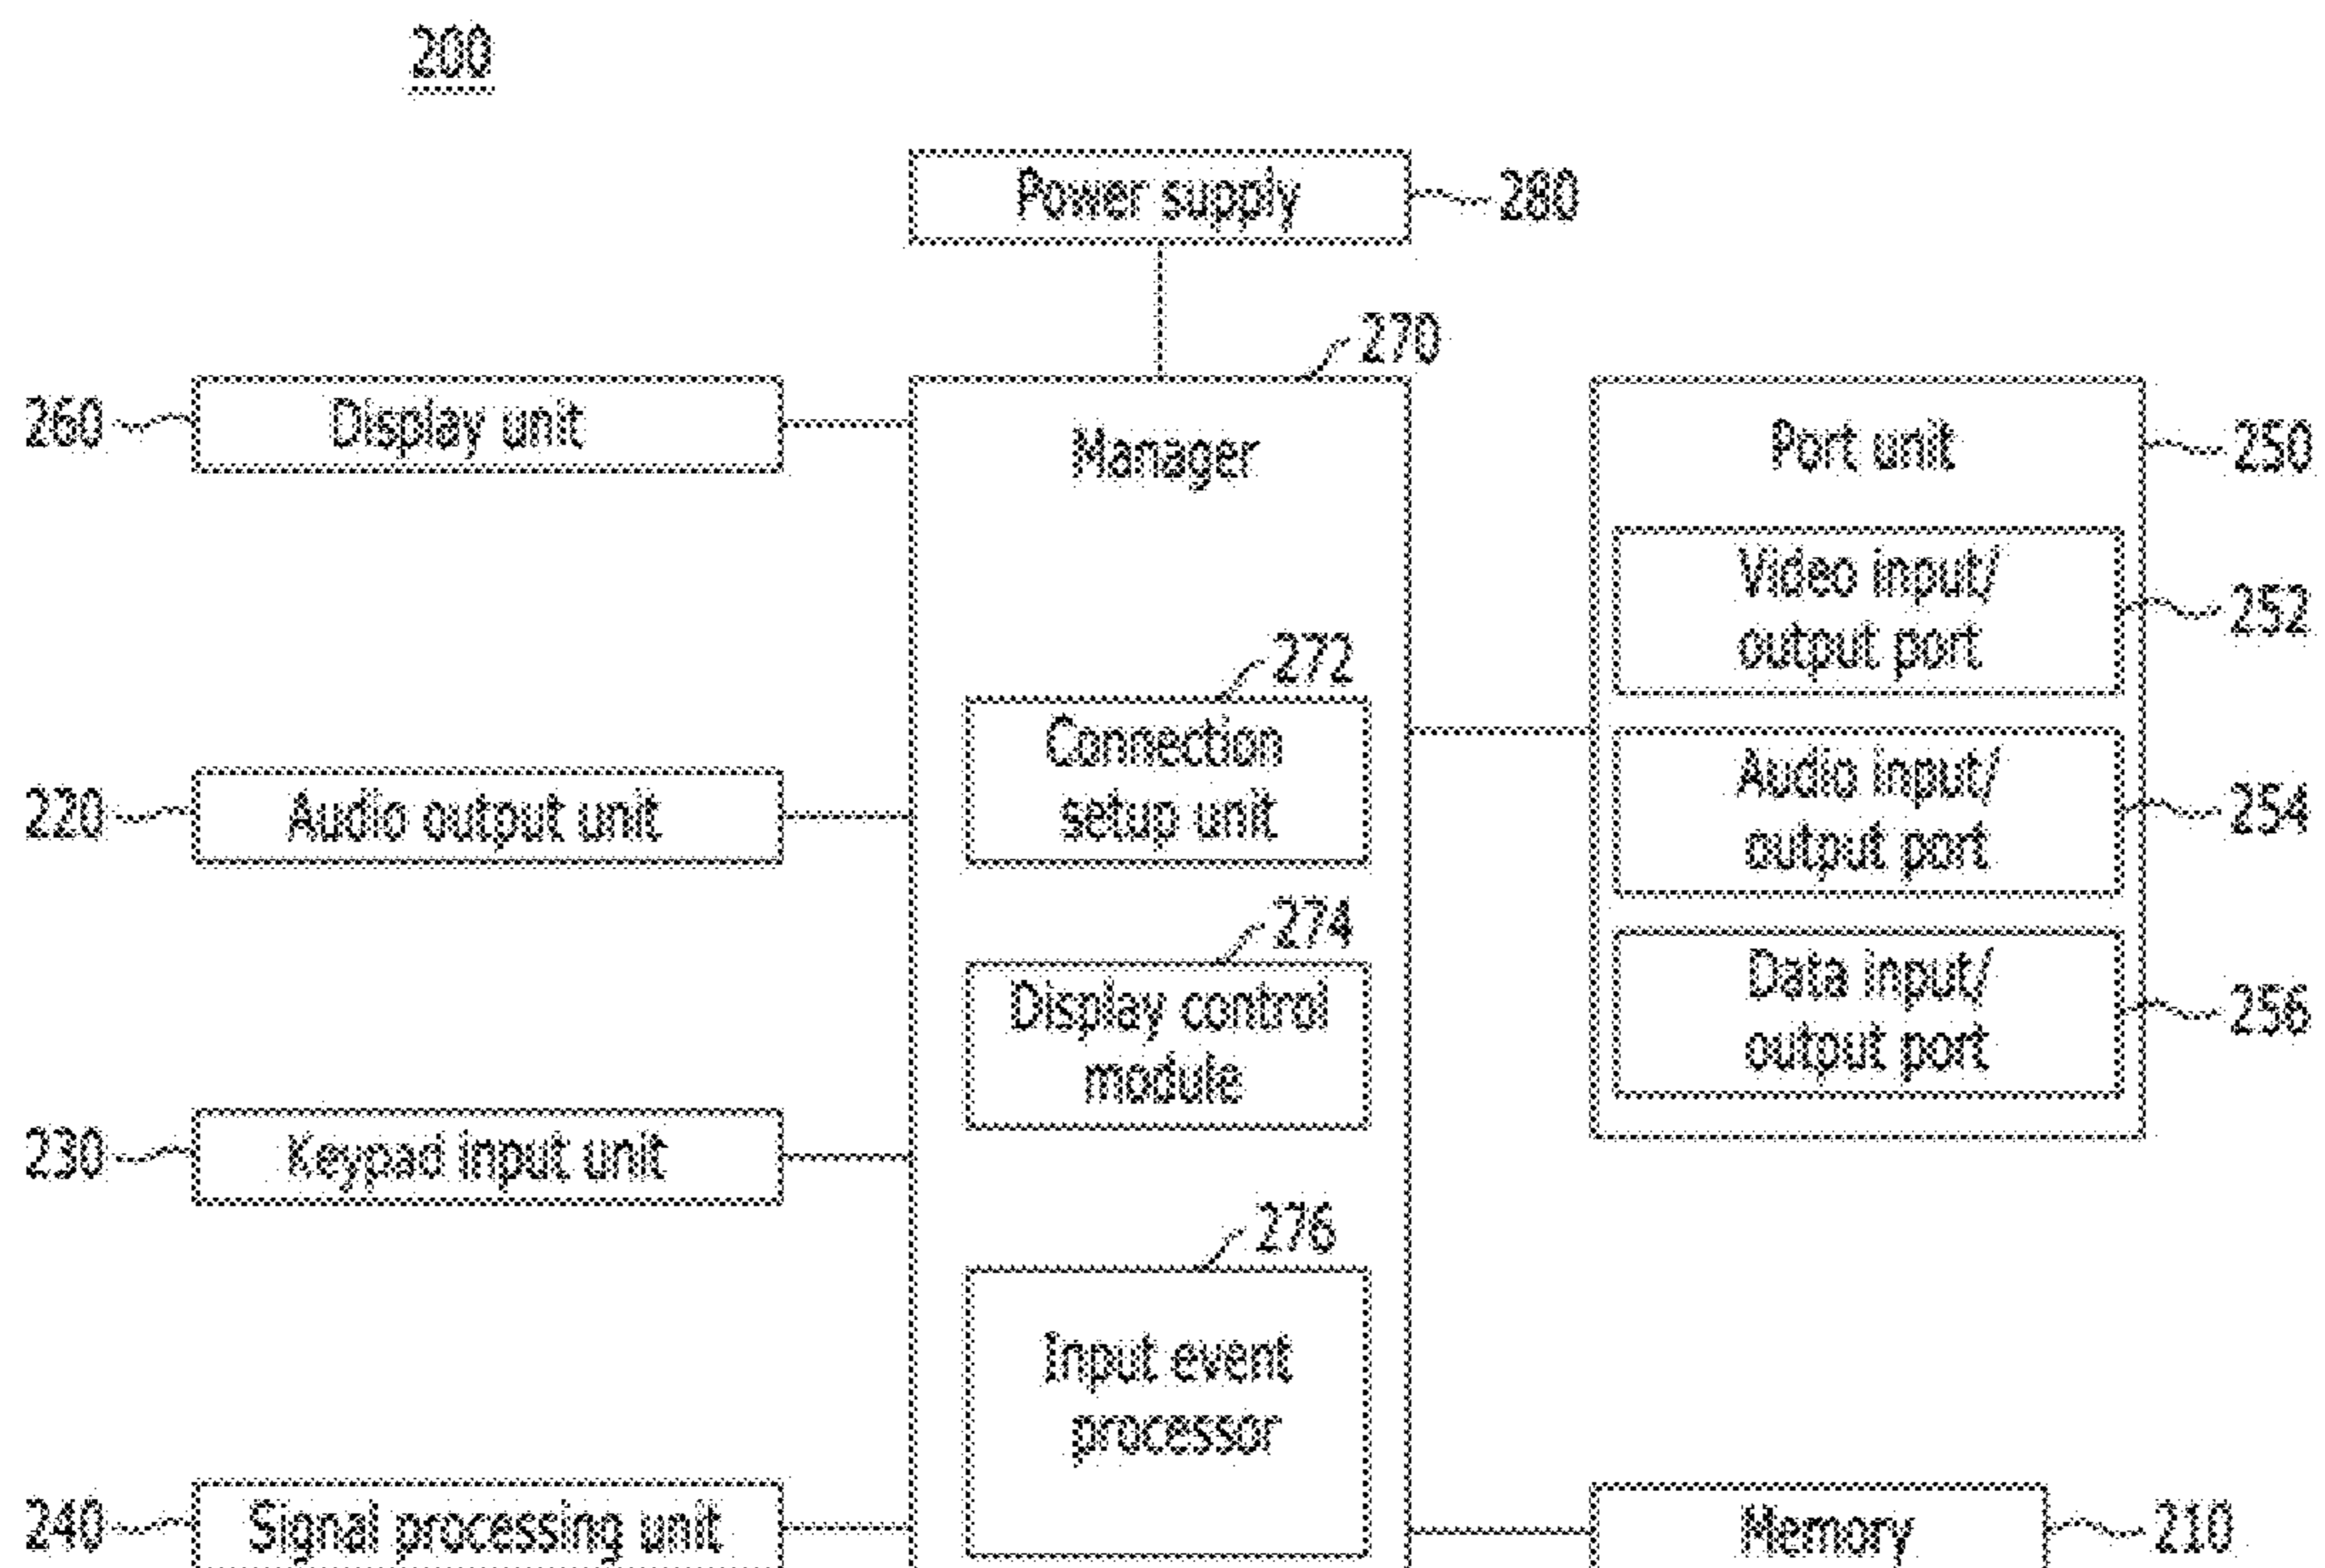 200
Power supply
280
270
260
Display unit
Manager
Port unit
250
Video input/
output port
252
272
Connection
setup unit
220
Audio output unit
Audio input/
output port
254
274
Display control
module
Data input/
output port
256
230
Keypad input unit
276
Input event
processor
240
Signal processing unit
Memory
210